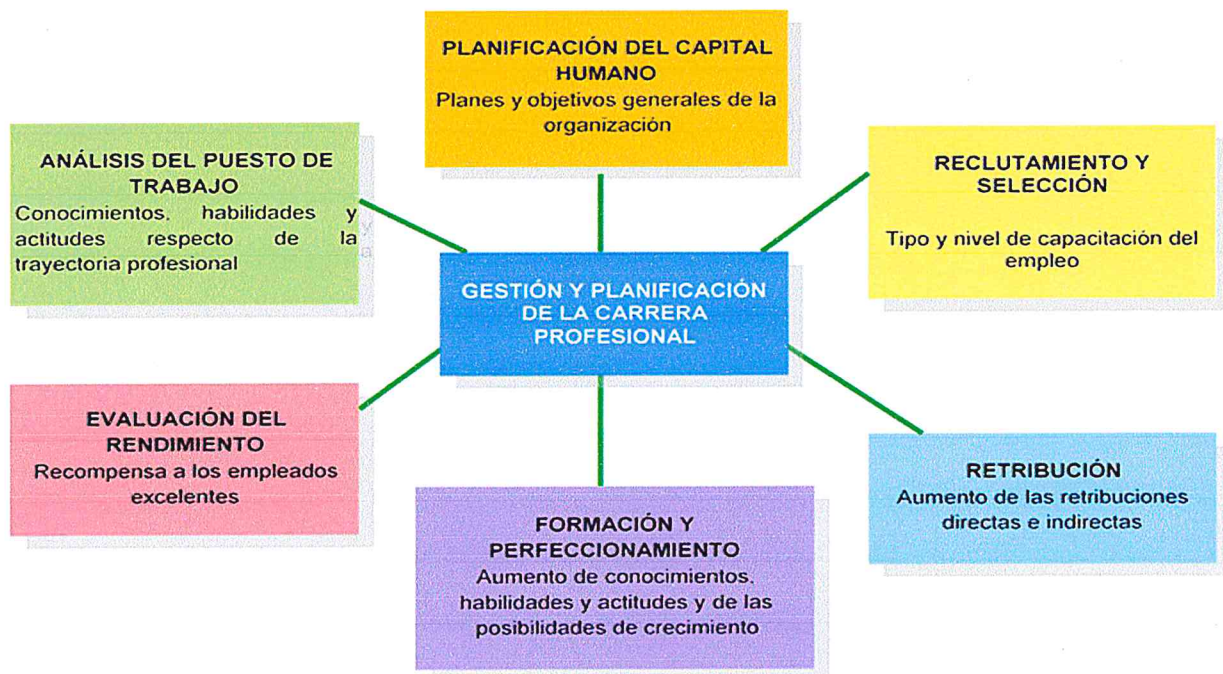 PLANIFICACIÓN DEL CAPITAL
HUMANO
Planes y objetivos generales de la
organización
ANÁLISIS DEL PUESTO DE
TRABAJO
Conocimientos, habilidades y
actitudes respecto de la
trayectoria profesional
RECLUTAMIENTO Y
SELECCIÓN
Tipo y nivel de capacitación del
empleo
GESTIÓN Y PLANIFICACIÓN
DE LA CARRERA
PROFESIONAL
EVALUACIÓN DEL
RENDIMIENTO
Recompensa a los empleados
excelentes
RETRIBUCIÓN
Aumento de las retribuciones
directas e indirectas
FORMACIÓN Y
PERFECCIONAMIENTO
Aumento de conocimientos,
habilidades y actitudes y de las
posibilidades de crecimiento